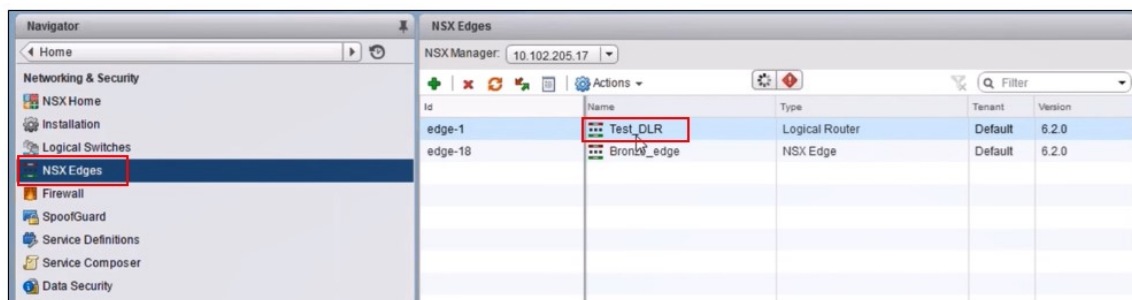 Navigator
Home
Networking & Security
NSX Home
Installation
Logical Switches
NSX Edges
Firewall
SpoofGuard
Service Definitions
Service Composer
Data Security
NSX Edges
NSX Manager: 10.102.205.17
Actions
Filter
Id Name Type Tenant Version
edge-1 Test_DLR Logical Router Default 6.2.0
edge-18 Bronze_edge NSX Edge Default 6.2.0